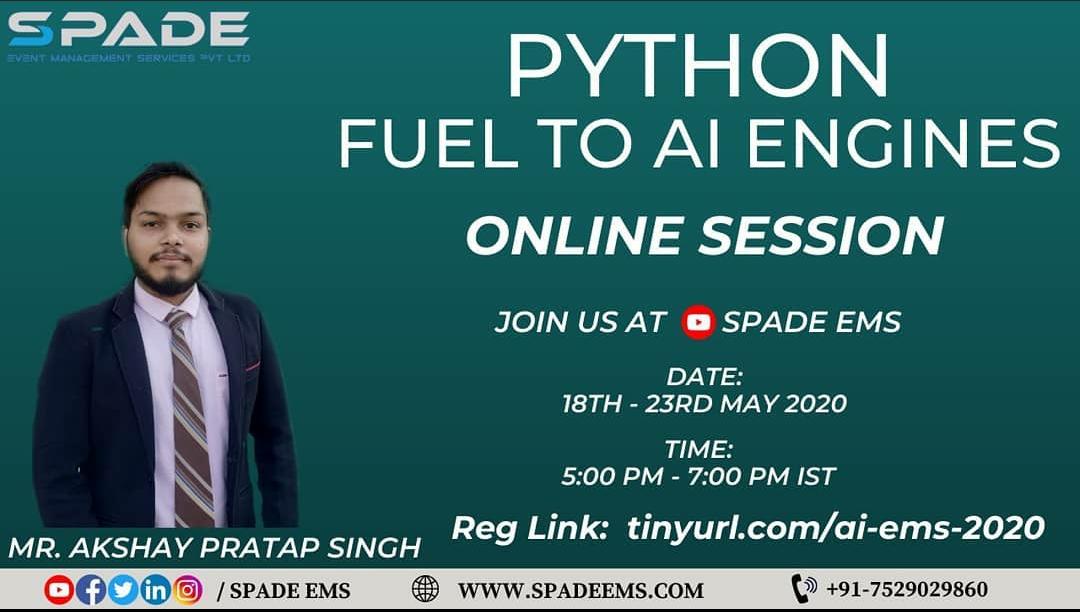 SPADE
EVENT MANAGEMENT SERVICES PVT LTD
PYTHON
FUEL TO AI ENGINES
ONLINE SESSION
JOIN US AT SPADE EMS
DATE:
18TH - 23RD MAY 2020
TIME:
5:00 PM - 7:00 PM IST
Reg Link: tinyurl.com/ai-ems-2020
MR. AKSHAY PRATAP SINGH
/ SPADE EMS WWW.SPADEEMS.COM +91-7529029860